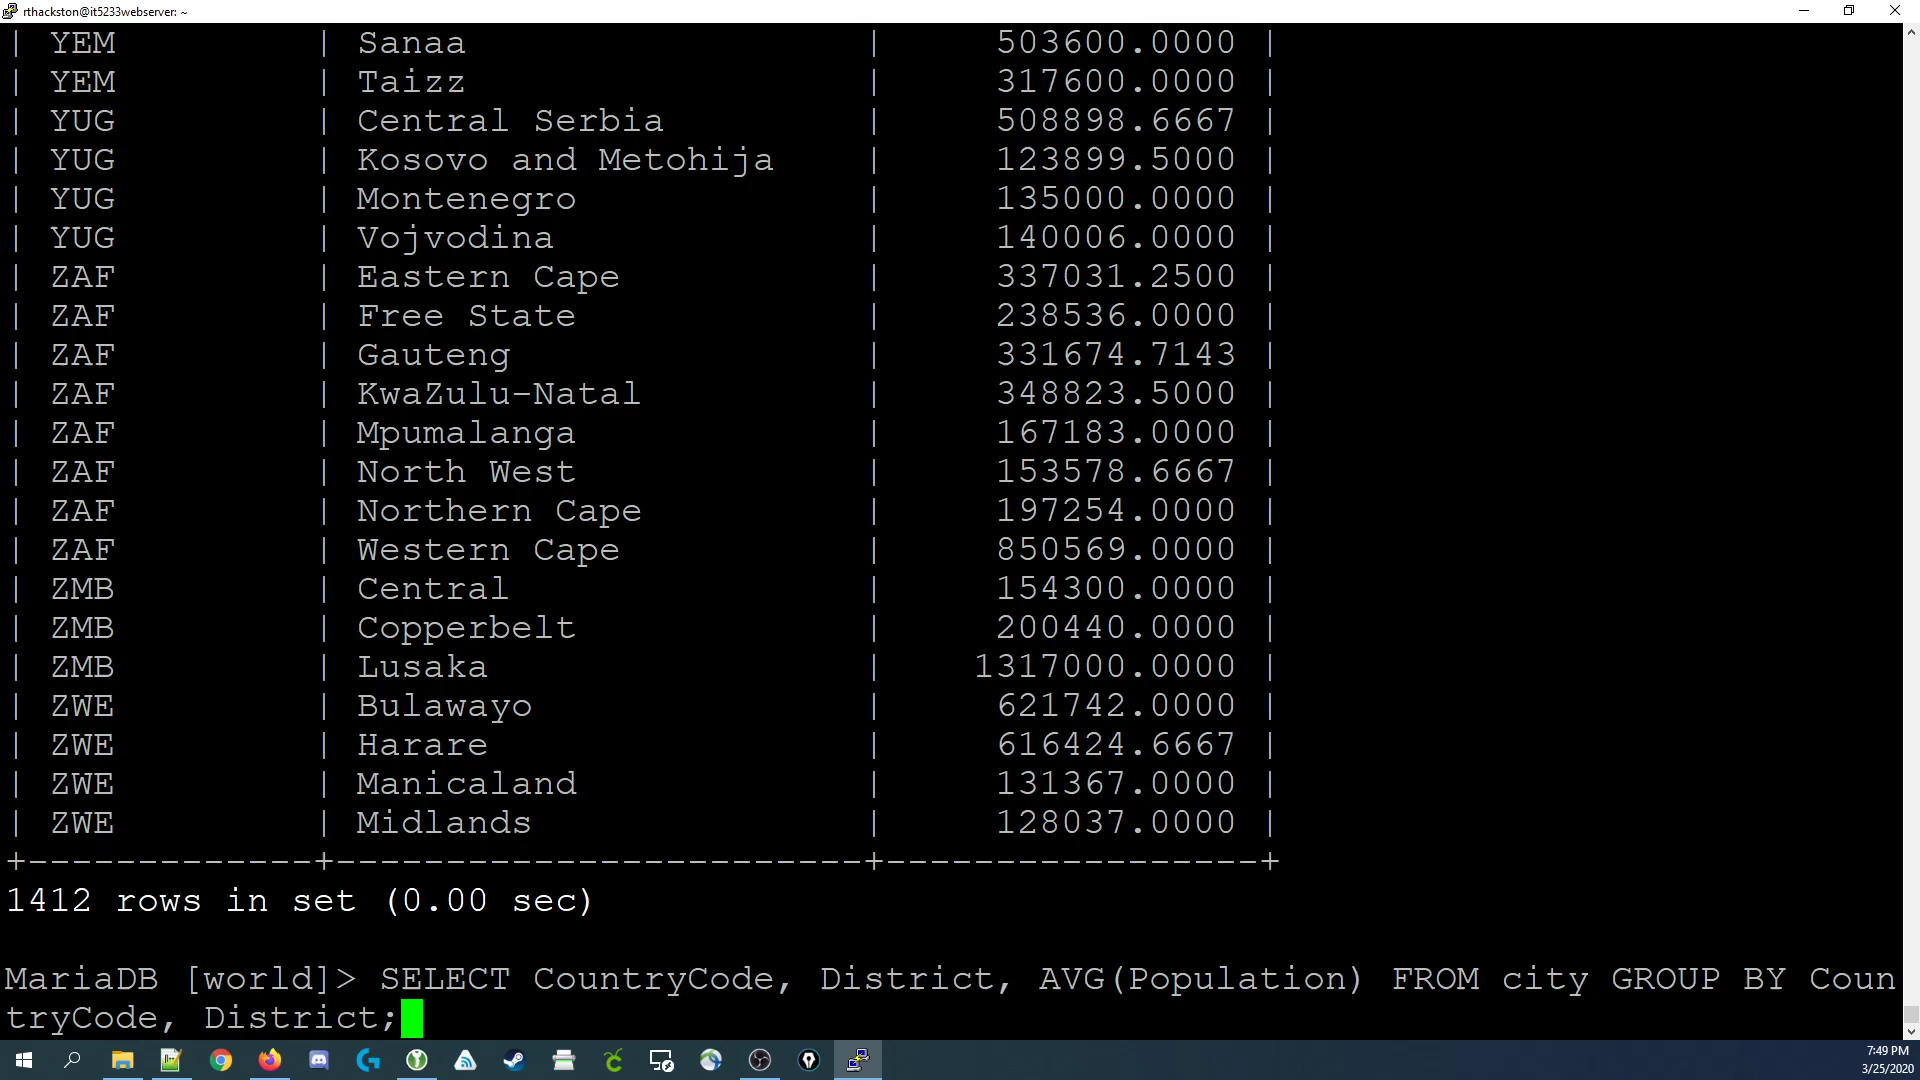 rthackston@it5233webserver: ~
| YEM | Sanaa | 503600.0000 |
| YEM | Taizz | 317600.0000 |
| YUG | Central Serbia | 508898.6667 |
| YUG | Kosovo and Metohija | 123899.5000 |
| YUG | Montenegro | 135000.0000 |
| YUG | Vojvodina | 140006.0000 |
| ZAF | Eastern Cape | 337031.2500 |
| ZAF | Free State | 238536.0000 |
| ZAF | Gauteng | 331674.7143 |
| ZAF | KwaZulu-Natal | 348823.5000 |
| ZAF | Mpumalanga | 167183.0000 |
| ZAF | North West | 153578.6667 |
| ZAF | Northern Cape | 197254.0000 |
| ZAF | Western Cape | 850569.0000 |
| ZMB | Central | 154300.0000 |
| ZMB | Copperbelt | 200440.0000 |
| ZMB | Lusaka | 1317000.0000 |
| ZWE | Bulawayo | 621742.0000 |
| ZWE | Harare | 616424.6667 |
| ZWE | Manicaland | 131367.0000 |
| ZWE | Midlands | 128037.0000 |
+-------------+------------------------+-----------------+
1412 rows in set (0.00 sec)
MariaDB [world]> SELECT CountryCode, District, AVG(Population) FROM city GROUP BY Coun
tryCode, District;
7:49 PM
3/25/2020